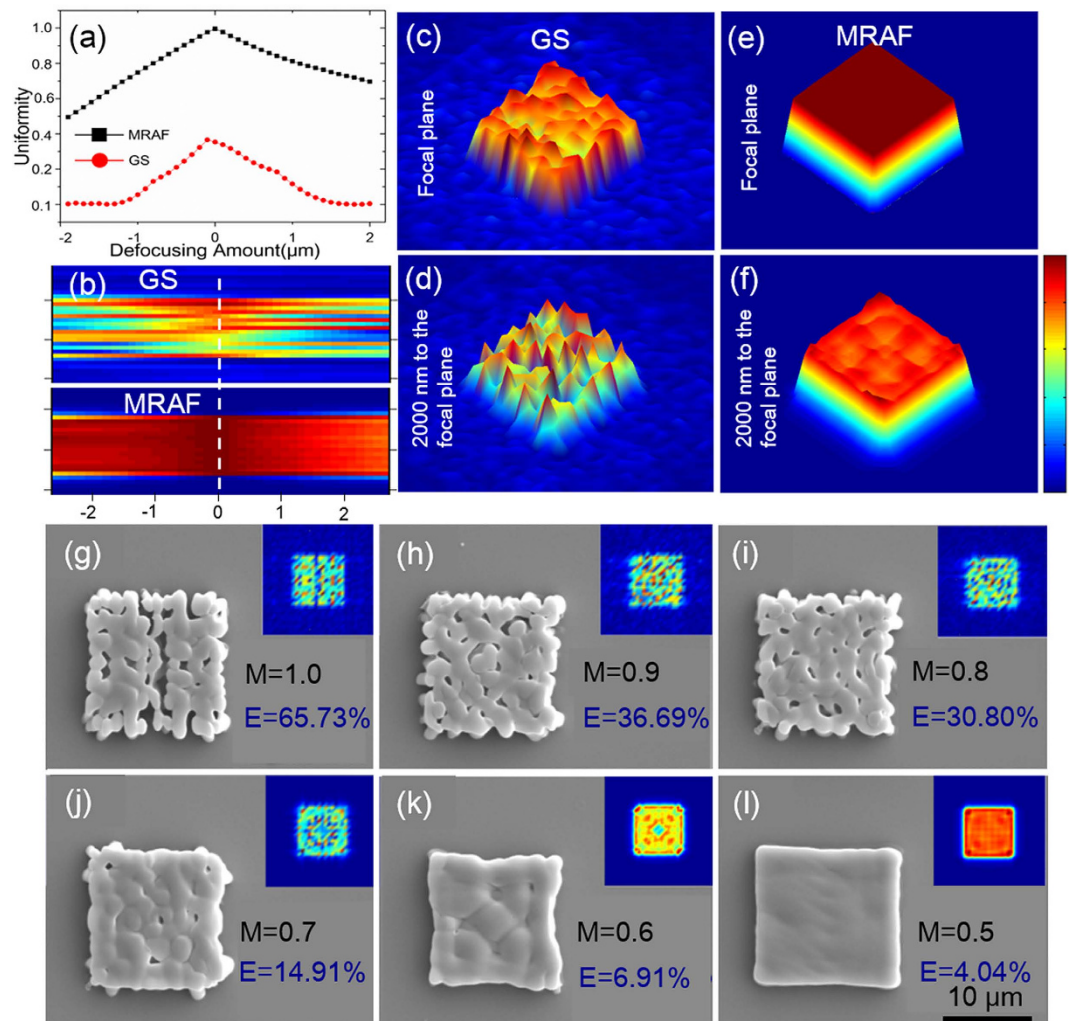 (a)
Uniformity
1.0
0.8
0.6
0.4
0.2
0.1
MRAF
GS
-2 -1 0 1 2
Defocusing Amount(μm)
(b)
GS
MRAF
-2 -1 0 1 2
(c)
GS
Focal plane
(d)
2000 nm to the
focal plane
(e)
MRAF
Focal plane
(f)
2000 nm to the
focal plane
(g)
M=1.0
E=65.73%
(h)
M=0.9
E=36.69%
(i)
M=0.8
E=30.80%
(j)
M=0.7
E=14.91%
(k)
M=0.6
E=6.91%
(l)
M=0.5
E=4.04%
10 μm